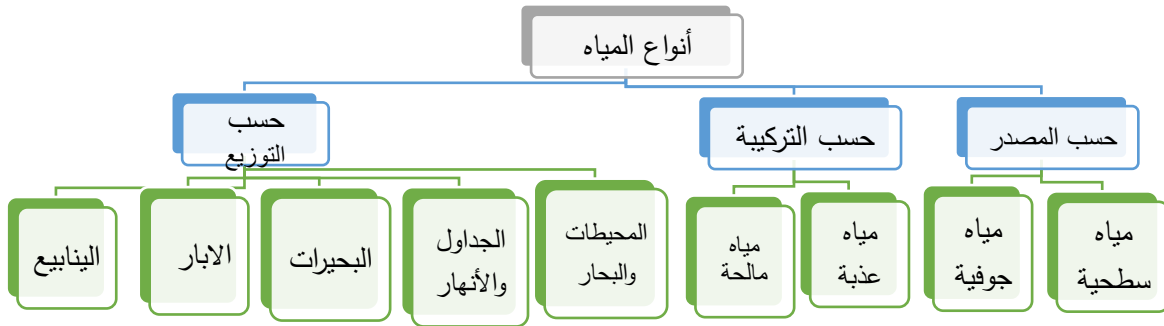 أنواع المياه
حسب المصدر
حسب التركيبة
حسب
التوزيع
مياه
سطحية
مياه
جوفية
مياه
عذبة
مياه
مالحة
المحيطات
والبحار
الجداول
والأنهار
البحيرات
الابار
الينابيع